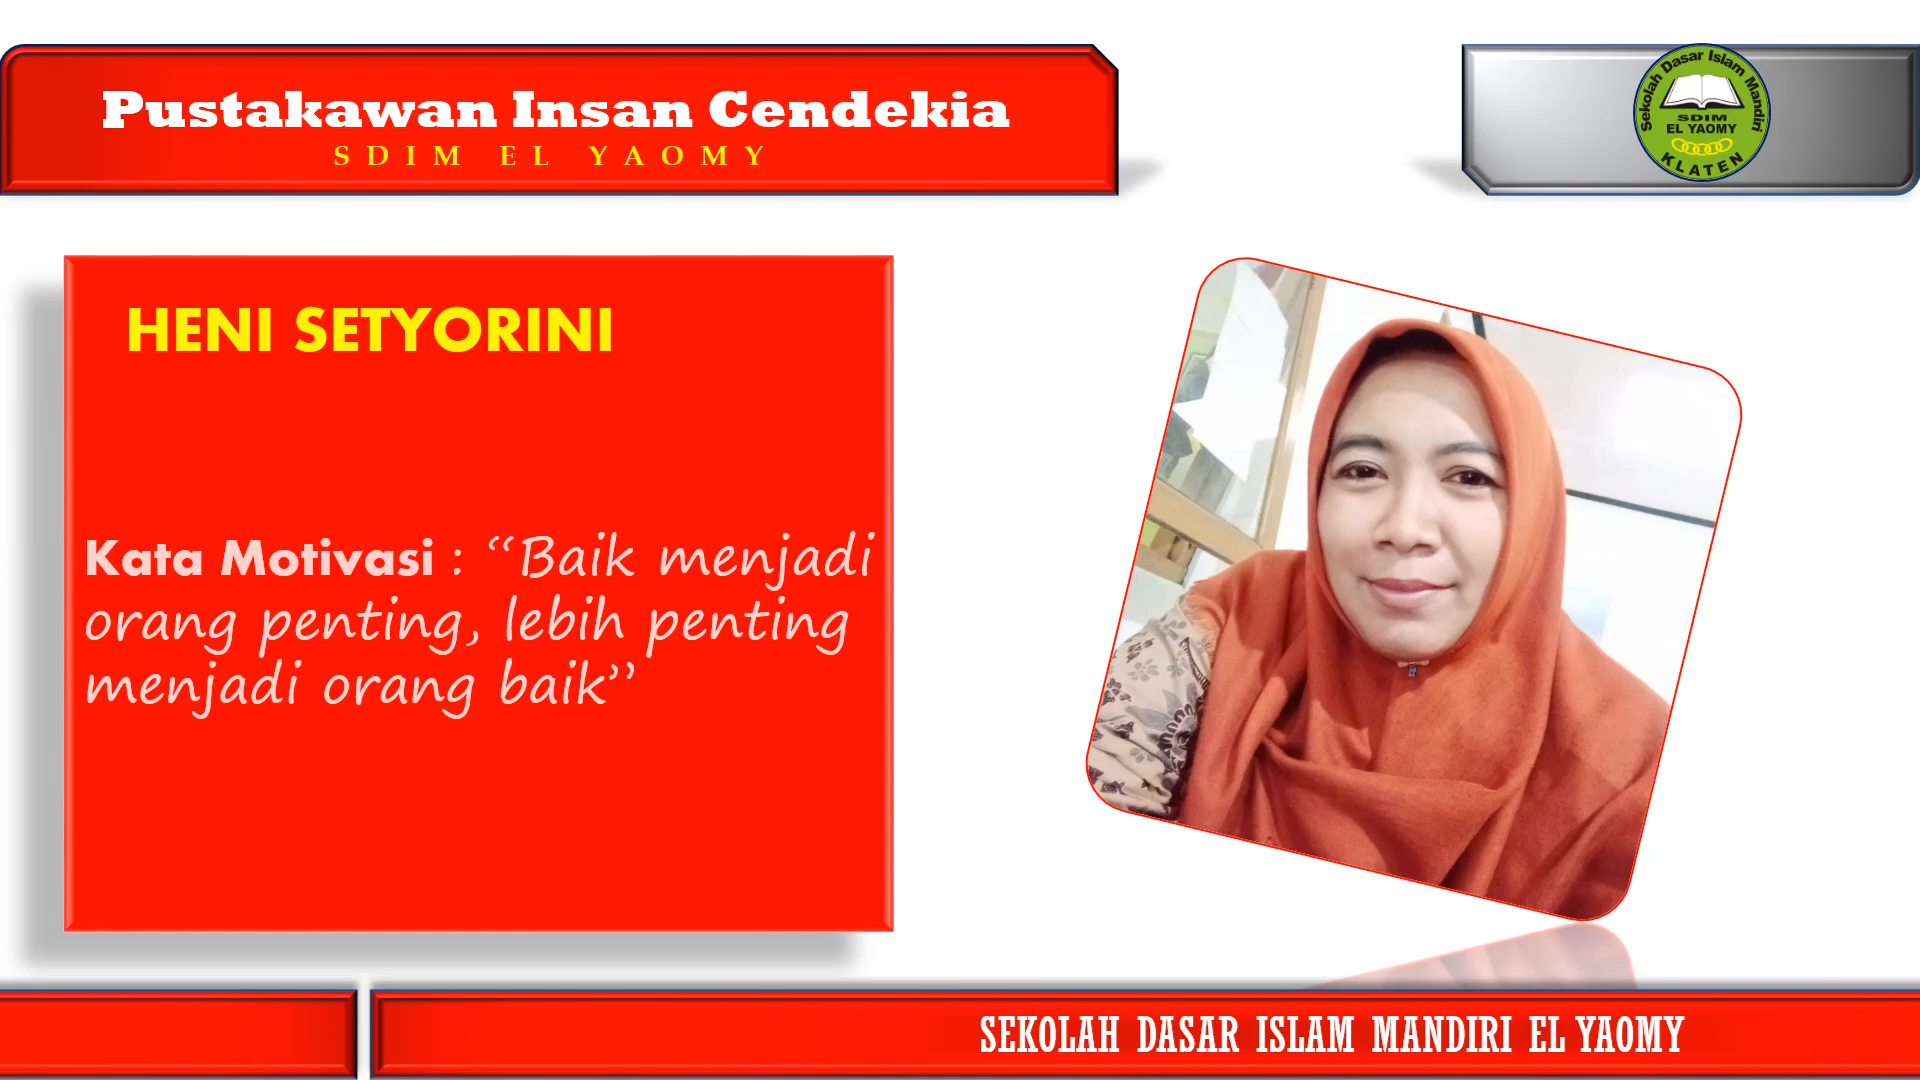 Pustakawan Insan Cendekia
SDIM EL YAOMY
Sekolah Dasar Islam Mandiri
SDIM
EL YAOMY
KLATEN
HENI SETYORINI
Kata Motivasi : “Baik menjadi
orang penting, lebih penting
menjadi orang baik”
SEKOLAH DASAR ISLAM MANDIRI EL YAOMY